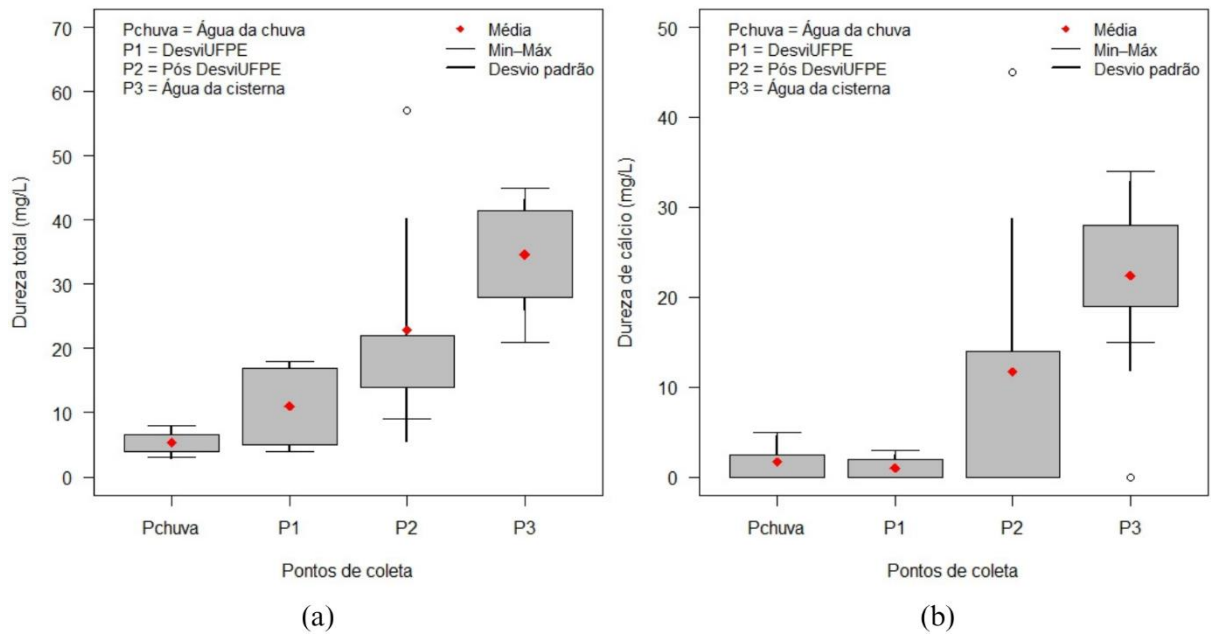 70
60
50
40
30
20
10
0
Dureza total (mg/L)
Pchuva = Água da chuva
P1 = DesviUFPE
P2 = Pós DesviUFPE
P3 = Água da cisterna
Média
Min–Máx
Desvio padrão
Pchuva P1 P2 P3
Pontos de coleta
(a)
50
40
30
20
10
0
Dureza de cálcio (mg/L)
Pchuva = Água da chuva
P1 = DesviUFPE
P2 = Pós DesviUFPE
P3 = Água da cisterna
Média
Min–Máx
Desvio padrão
Pchuva P1 P2 P3
Pontos de coleta
(b)